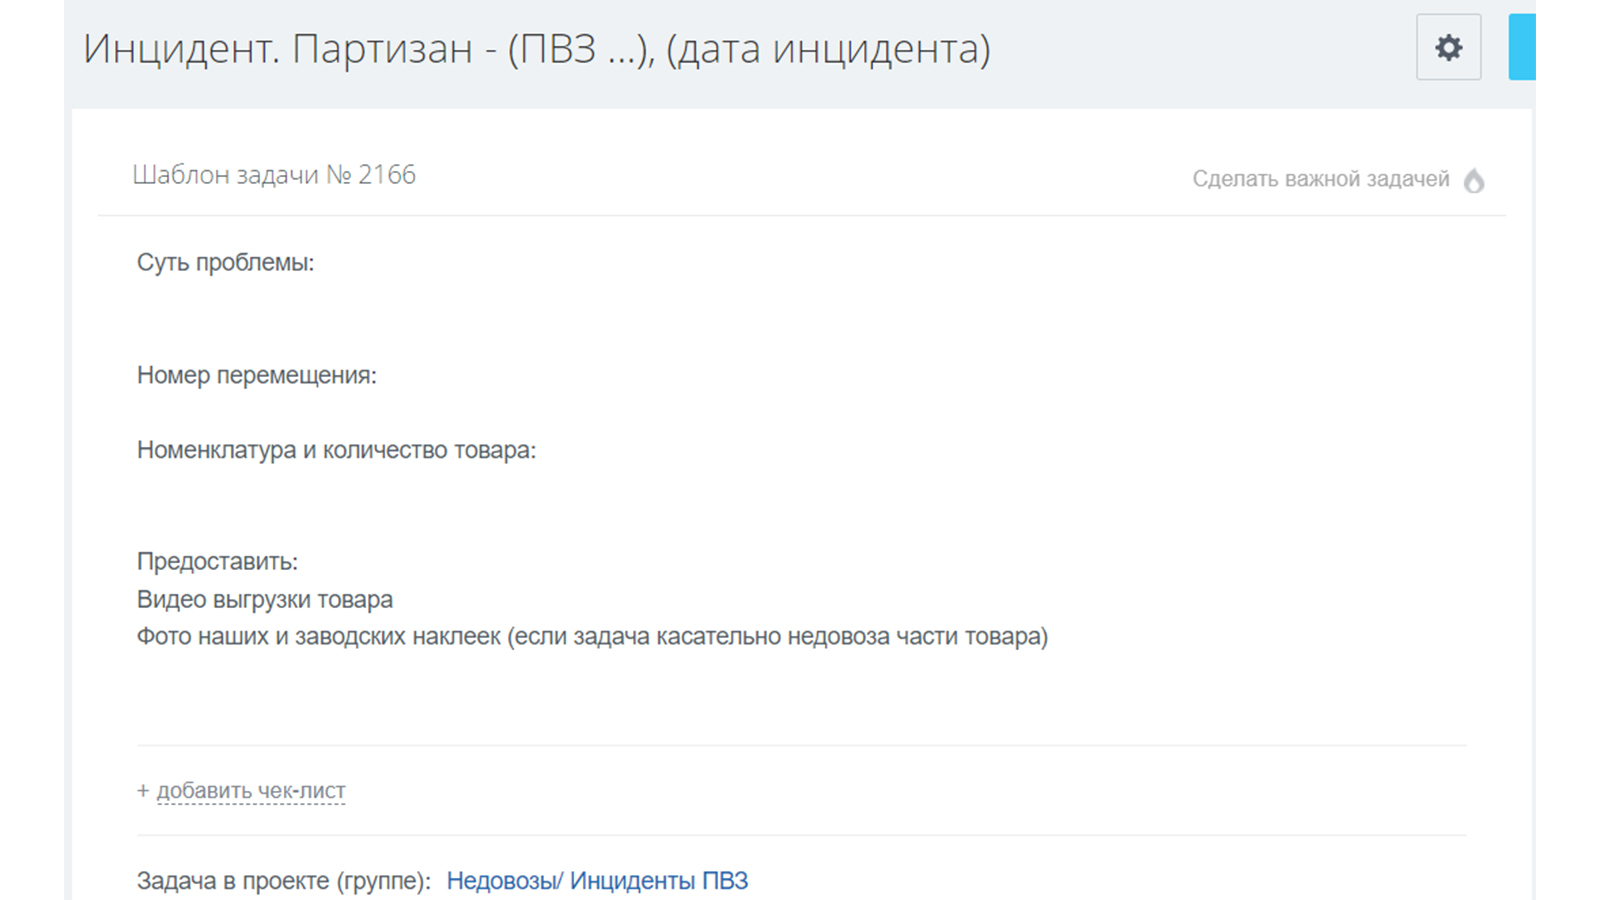 Инцидент. Партизан - (ПВЗ ...), (дата инцидента)
Шаблон задачи № 2166
Сделать важной задачей
Суть проблемы:
Номер перемещения:
Номенклатура и количество товара:
Предоставить:
Видео выгрузки товара
Фото наших и заводских наклеек (если задача касательно недовоза части товара)
+ добавить чек-лист
Задача в проекте (группе): Недовозы/ Инциденты ПВЗ